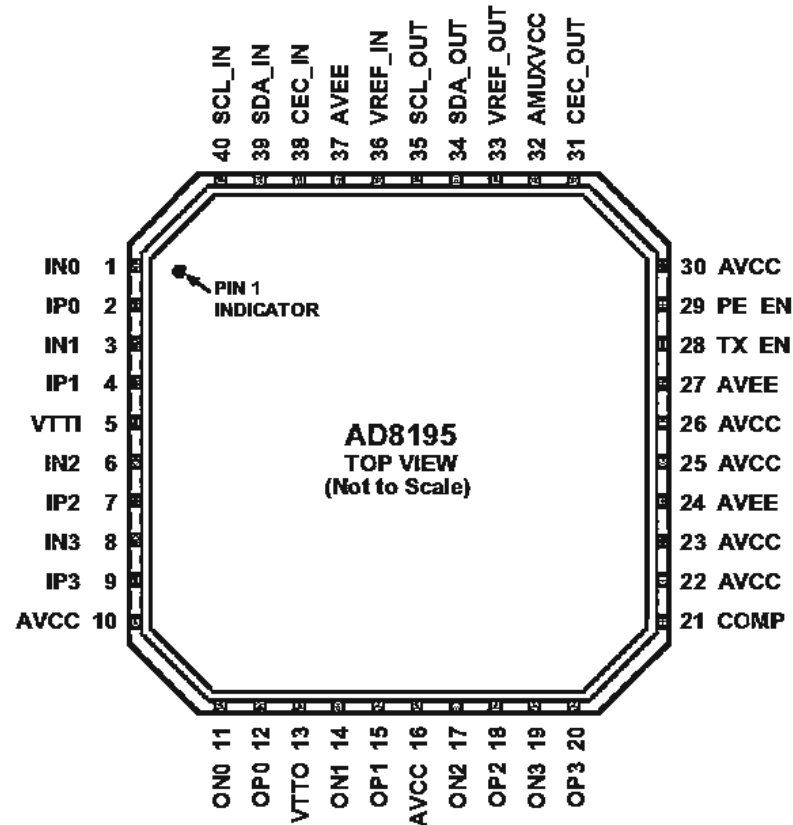 40 SCL_IN
39 SDA_IN
38 CEC_IN
37 AVEE
36 VREF_IN
35 SCL_OUT
34 SDA_OUT
33 VREF_OUT
32 AMUXVCC
31 CEC_OUT
IN0 1
IP0 2
IN1 3
IP1 4
VTTI 5
IN2 6
IP2 7
IN3 8
IP3 9
AVCC 10
PIN 1
INDICATOR
AD8195
TOP VIEW
(Not to Scale)
30 AVCC
29 PE EN
28 TX EN
27 AVEE
26 AVCC
25 AVCC
24 AVEE
23 AVCC
22 AVCC
21 COMP
ON0 11
OP0 12
VTTO 13
ON1 14
OP1 15
AVCC 16
ON2 17
OP2 18
ON3 19
OP3 20